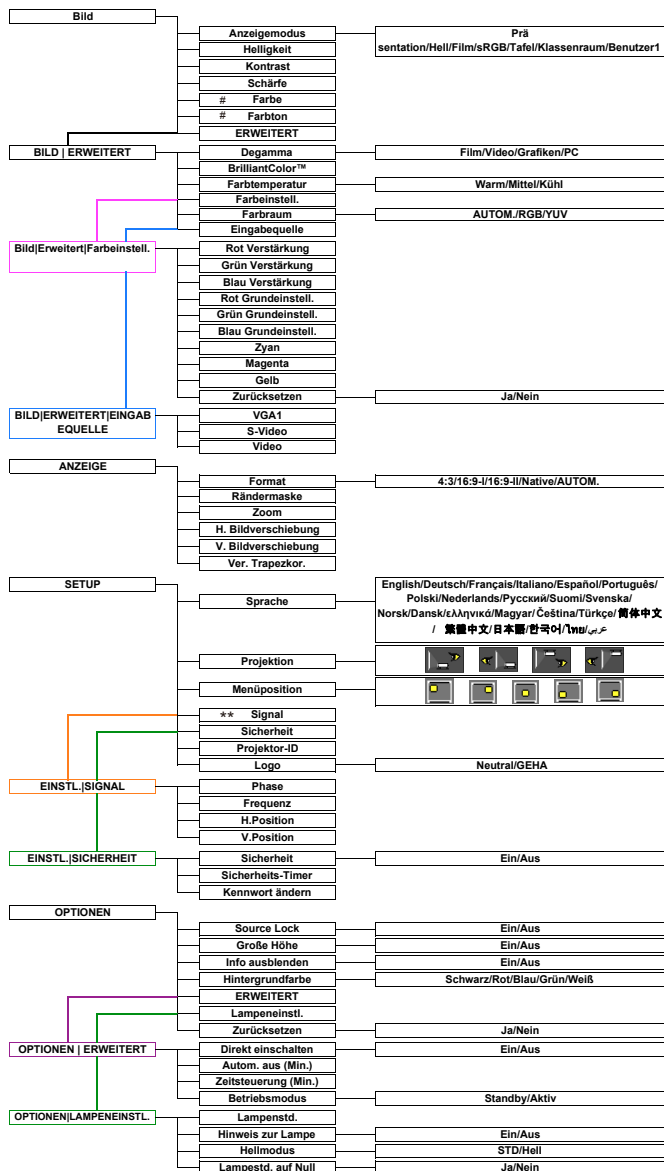 Bild
Anzeigemodus
Prä
sentation/Hell/Film/sRGB/Tafel/Klassenraum/Benutzer1
Helligkeit
Kontrast
Schärfe
# Farbe
# Farbton
ERWEITERT
BILD | ERWEITERT
Degamma
Film/Video/Grafiken/PC
BrilliantColor™
Farbtemperatur
Warm/Mittel/Kühl
Farbeinstell.
Farbraum
AUTOM./RGB/YUV
Eingabequelle
Bild|Erweitert|Farbeinstell.
Rot Verstärkung
Grün Verstärkung
Blau Verstärkung
Rot Grundeinstell.
Grün Grundeinstell.
Blau Grundeinstell.
Zyan
Magenta
Gelb
Zurücksetzen
Ja/Nein
BILD|ERWEITERT|EINGAB
EQUELLE
VGA1
S-Video
Video
ANZEIGE
Format
4:3/16:9-I/16:9-II/Native/AUTOM.
Rändermaske
Zoom
H. Bildverschiebung
V. Bildverschiebung
Ver. Trapezkor.
SETUP
Sprache
English/Deutsch/Français/Italiano/Español/Português/
Polski/Nederlands/Русский/Suomi/Svenska/
Norsk/Dansk/ελληνικά/Magyar/Čeština/Türkçe/简体中文
/ 繁體中文/日本語/한국어/ไทย/عربي
Projektion
Menüposition
** Signal
Sicherheit
Projektor-ID
Logo
Neutral/GEHA
EINSTL.|SIGNAL
Phase
Frequenz
H.Position
V.Position
EINSTL.|SICHERHEIT
Sicherheit
Ein/Aus
Sicherheits-Timer
Kennwort ändern
OPTIONEN
Source Lock
Ein/Aus
Große Höhe
Ein/Aus
Info ausblenden
Ein/Aus
Hintergrundfarbe
Schwarz/Rot/Blau/Grün/Weiß
ERWEITERT
Lampeneinstl.
Zurücksetzen
Ja/Nein
OPTIONEN | ERWEITERT
Direkt einschalten
Ein/Aus
Autom. aus (Min.)
Zeitsteuerung (Min.)
Betriebsmodus
Standby/Aktiv
OPTIONEN|LAMPENEINSTL.
Lampenstd.
Hinweis zur Lampe
Ein/Aus
Hellmodus
STD/Hell
Lampestd. auf Null
Ja/Nein